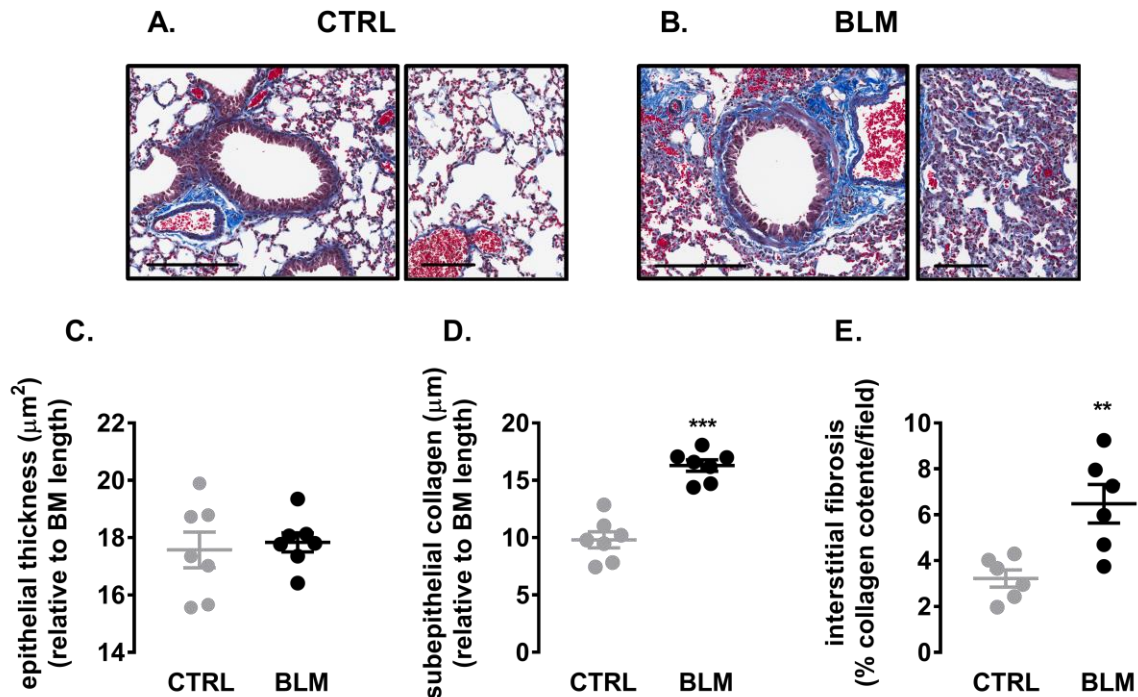 A. CTRL
B. BLM
C.
epithelial thickness (μm²)
(relative to BM length)
22
20
18
16
14
CTRL BLM
D.
subepithelial collagen (μm)
(relative to BM length)
20
15
10
5
0
***
CTRL BLM
E.
interstitial fibrosis
(% collagen cotente/field)
10
8
6
4
2
0
**
CTRL BLM